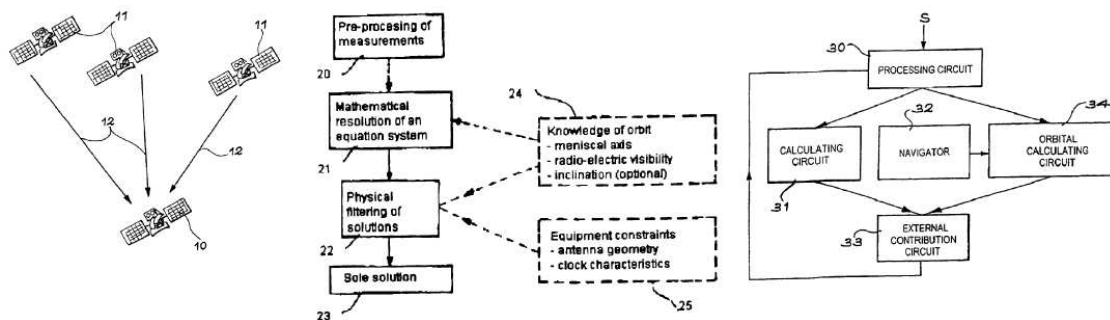 11
11
12
12
10
Pre-procesing of
measurements
20
Mathematical
resolution of an
equation system
21
Physical
filtering of
solutions
22
Sole solution
23
24
Knowledge of orbit
- meniscal axis
- radio-electric visibility
- inclination (optional)
Equipment constraints
- antenna geometry
- clock characteristics
25
S
30
PROCESSING CIRCUIT
32
34
CALCULATING
CIRCUIT
31
NAVIGATOR
ORBITAL
CALCULATING
CIRCUIT
33
EXTERNAL
CONTRIBUTION
CIRCUIT